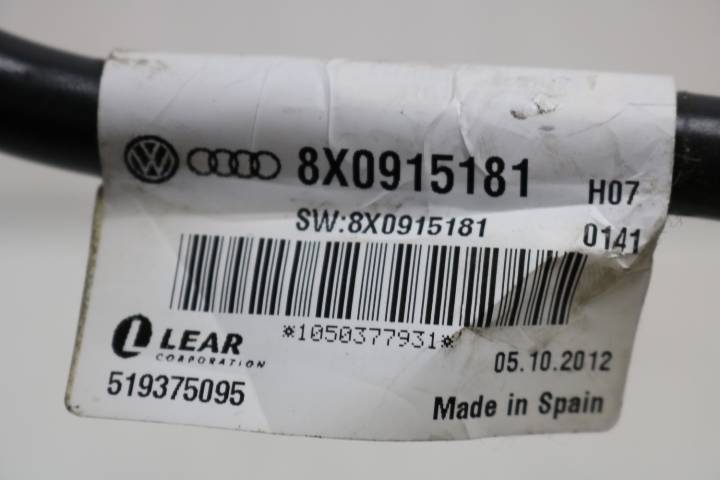 8X0915181 H07
SW:8X0915181 0141
*1050377931*
LEAR
CORPORATION
519375095
05.10.2012
Made in Spain